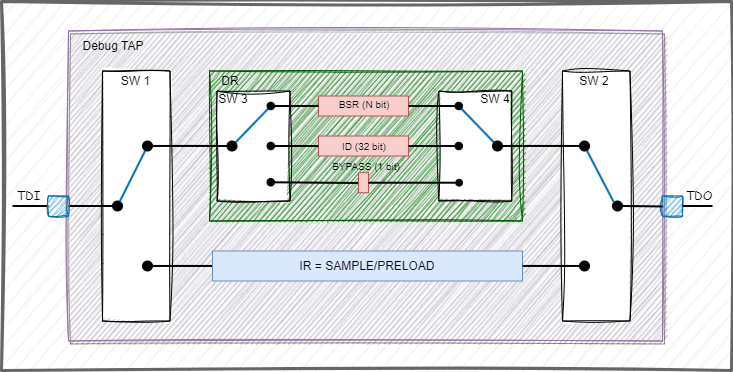 Debug TAP
SW 1
SW 2
DR
SW 3
SW 4
BSR (N bit)
ID (32 bit)
BYPASS (1 bit)
TDI
TDO
IR = SAMPLE/PRELOAD